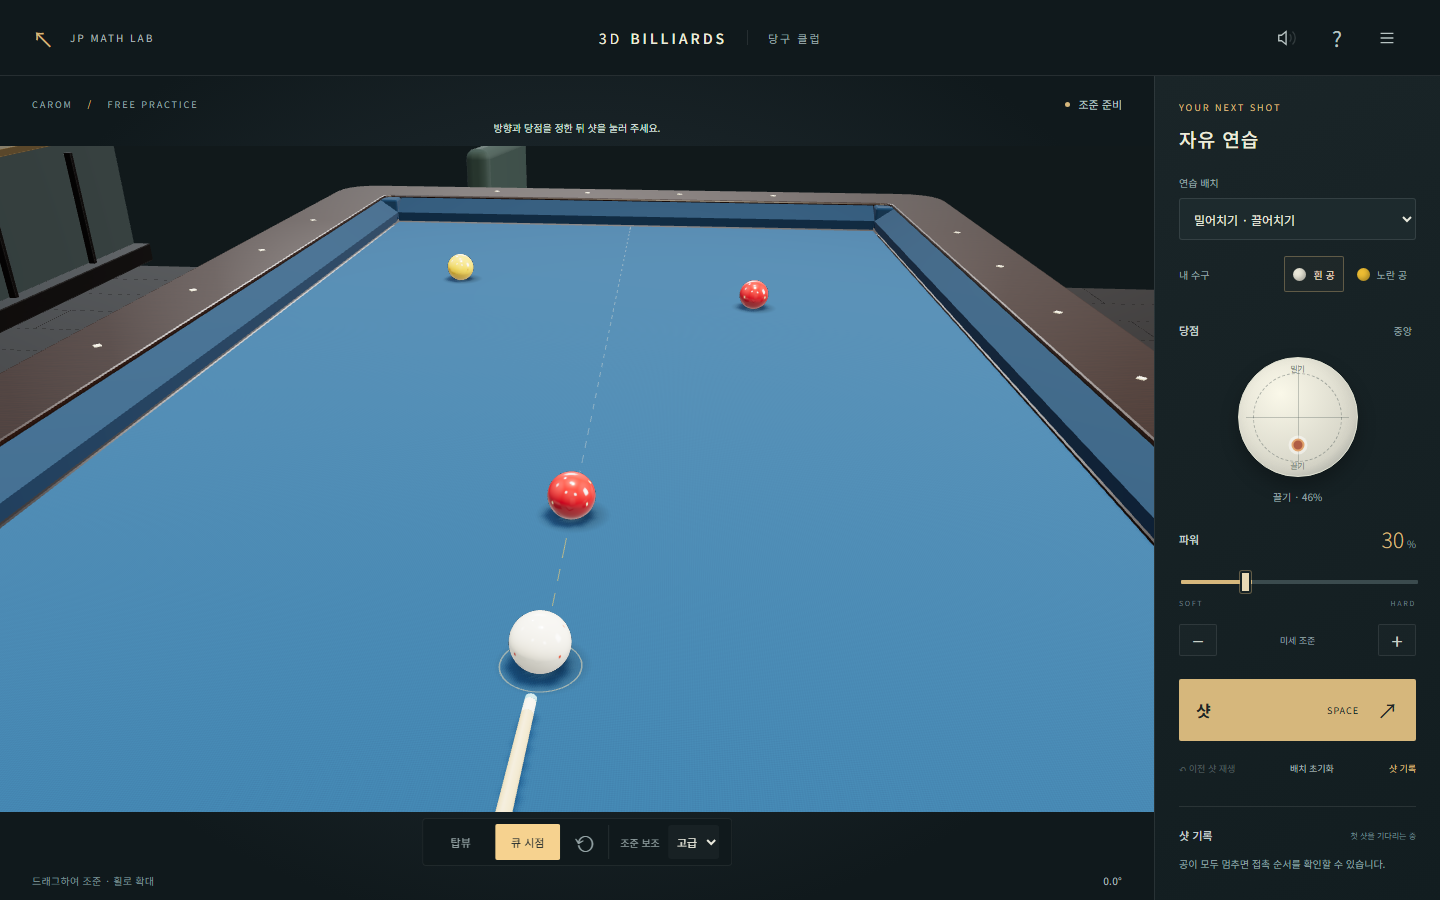 JP MATH LAB
3D BILLIARDS
당구 클럽
?
CAROM / FREE PRACTICE
조준 준비
방향과 당점을 정한 뒤 샷을 눌러 주세요.
YOUR NEXT SHOT
자유 연습
연습 배치
밀어치기 · 끌어치기
내 수구
흰 공
노란 공
당점
중앙
밀기
끌기
끌기 · 46%
파워
30 %
SOFT
HARD
−
미세 조준
+
샷
SPACE
이전 샷 재생
배치 초기화
샷 기록
샷 기록
첫 샷을 기다리는 중
공이 모두 멈추면 접촉 순서를 확인할 수 있습니다.
탑뷰
큐 시점
조준 보조
고급
드래그하여 조준 · 휠로 확대
0.0°